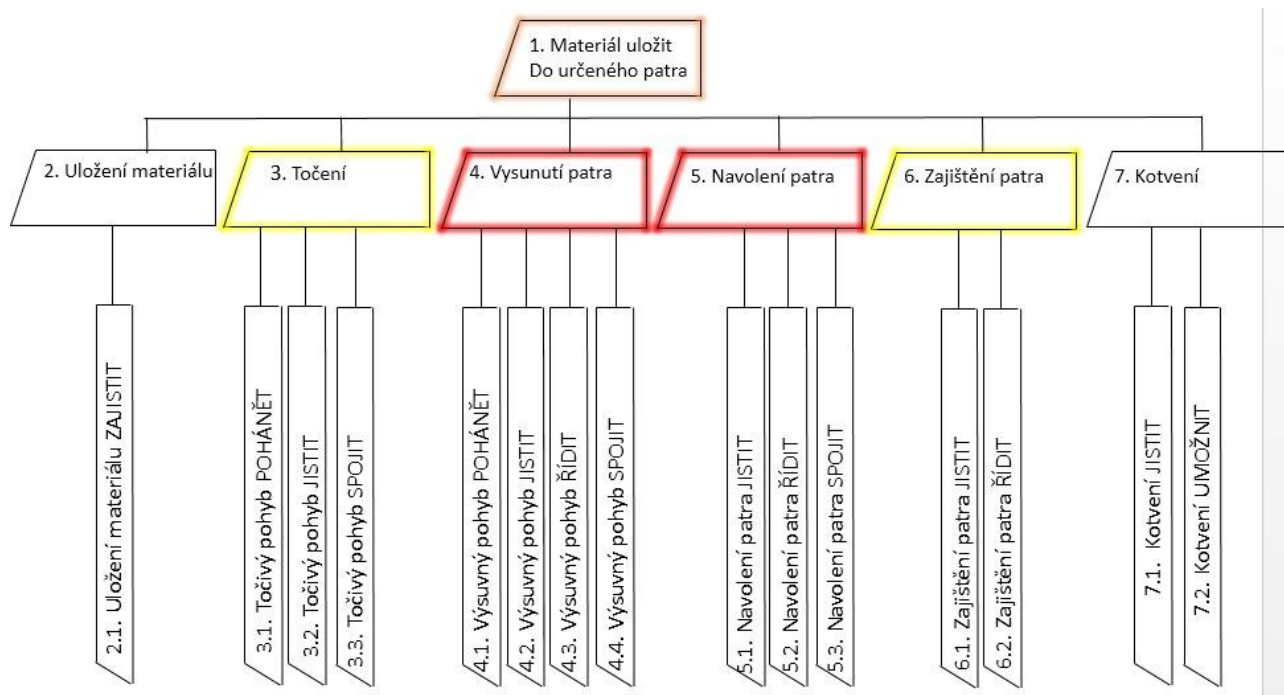 1. Materiál uložit
Do určeného patra
2. Uložení materiálu
3. Točení
4. Vysunutí patra
5. Navolení patra
6. Zajištění patra
7. Kotvení
2.1. Uložení materiálu ZAJISTIT
3.1. Točivý pohyb POHÁNĚT
3.2. Točivý pohyb JISTIT
3.3. Točivý pohyb SPOJIT
4.1. Výsuvný pohyb POHÁNĚT
4.2. Výsuvný pohyb JISTIT
4.3. Výsuvný pohyb ŘÍDIT
4.4. Výsuvný pohyb SPOJIT
5.1. Navolení patra JISTIT
5.2. Navolení patra ŘÍDIT
5.3. Navolení patra SPOJIT
6.1. Zajištění patra JISTIT
6.2. Zajištění patra ŘÍDIT
7.1. Kotvení JISTIT
7.2. Kotvení UMOŽNIT